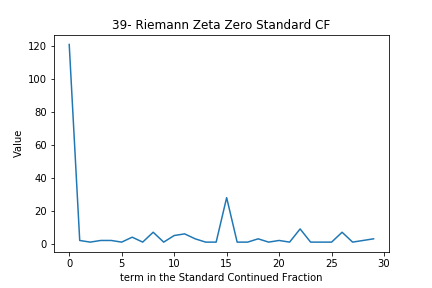 39- Riemann Zeta Zero Standard CF
120
100
80
60
40
20
0
Value
0 5 10 15 20 25 30
term in the Standard Continued Fraction